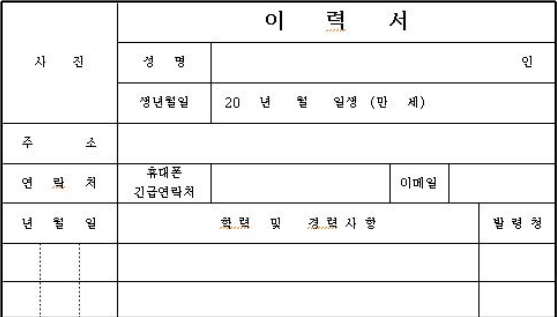 이 력 서
사 진
성 명 인
생년월일 20 년 월 일생 (만 세)
주 소
연 락 처 휴대폰 이메일
긴급연락처
년 월 일 학력 및 경력사항 발령청